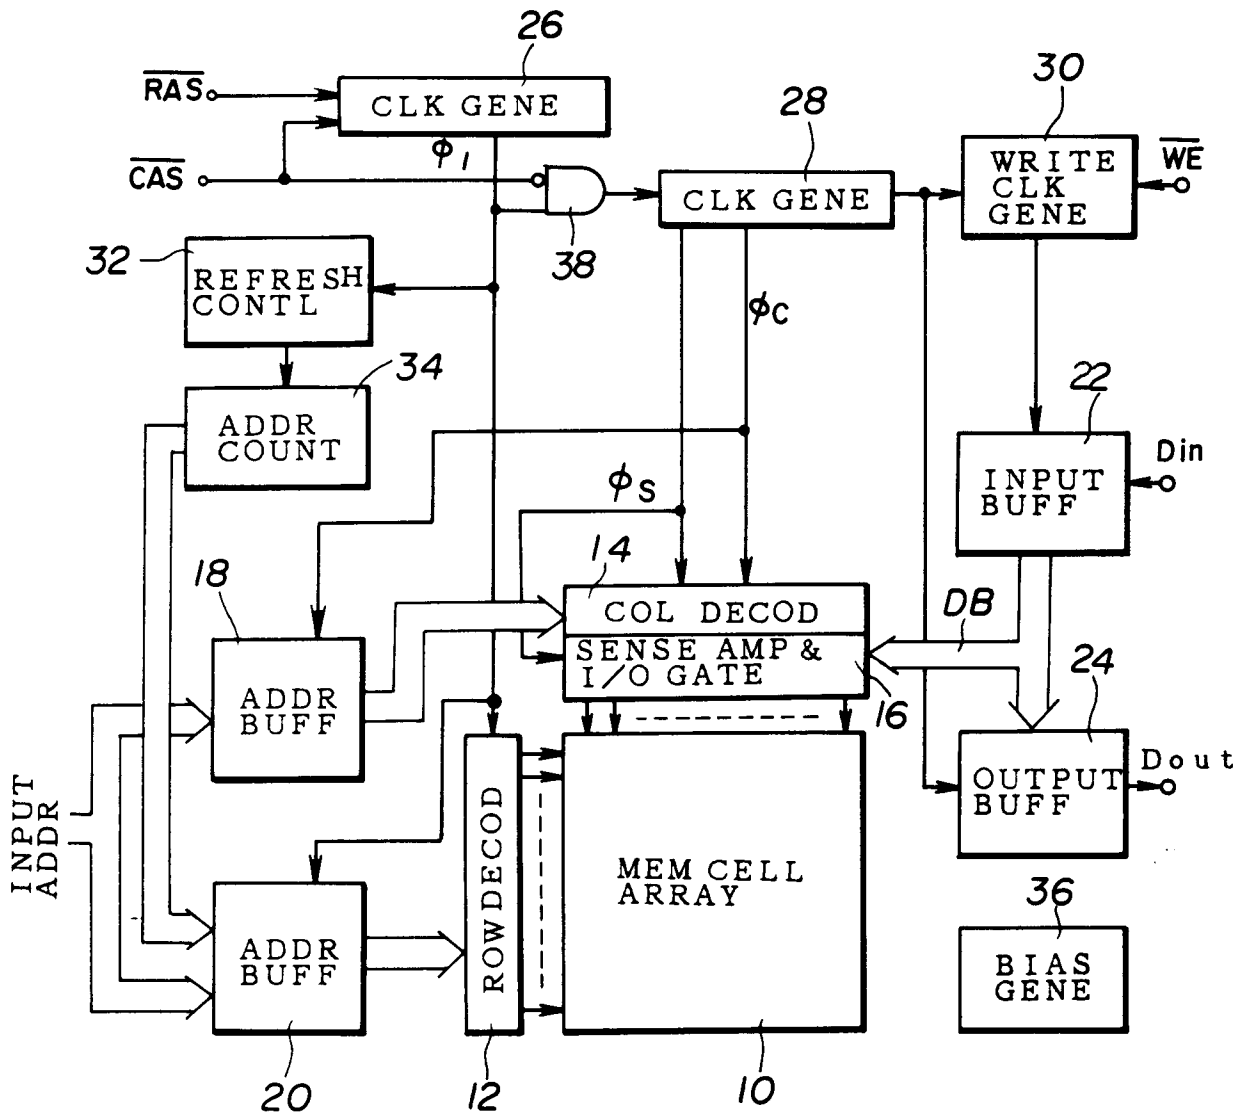 26
RAS
CLK GENE
30
28
ϕ1
CAS
WRITE
CLK
GENE
WE
CLK GENE
38
32
REFRESH
CONTL
ϕC
34
22
ADDR
COUNT
Din
INPUT
BUFF
ϕS
14
18
COL DECOD
DB
SENSE AMP &
I/O GATE
24
16
ADDR
BUFF
Dout
OUTPUT
BUFF
INPUT
ADDR
ROW DECOD
MEM CELL
ARRAY
36
ADDR
BUFF
BIAS
GENE
20
12
10